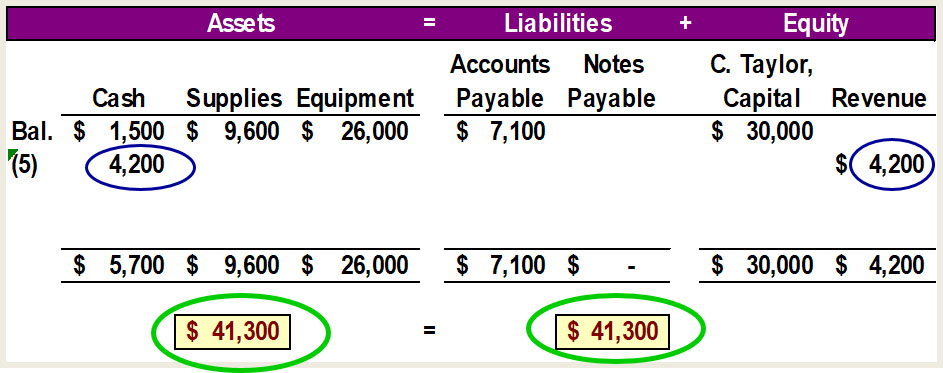 Assets = Liabilities + Equity
Accounts Notes C. Taylor,
Cash Supplies Equipment Payable Payable Capital Revenue
Bal. $ 1,500 $ 9,600 $ 26,000 $ 7,100 $ 30,000
(5) 4,200 $ 4,200
$ 5,700 $ 9,600 $ 26,000 $ 7,100 $ - $ 30,000 $ 4,200
$ 41,300 = $ 41,300